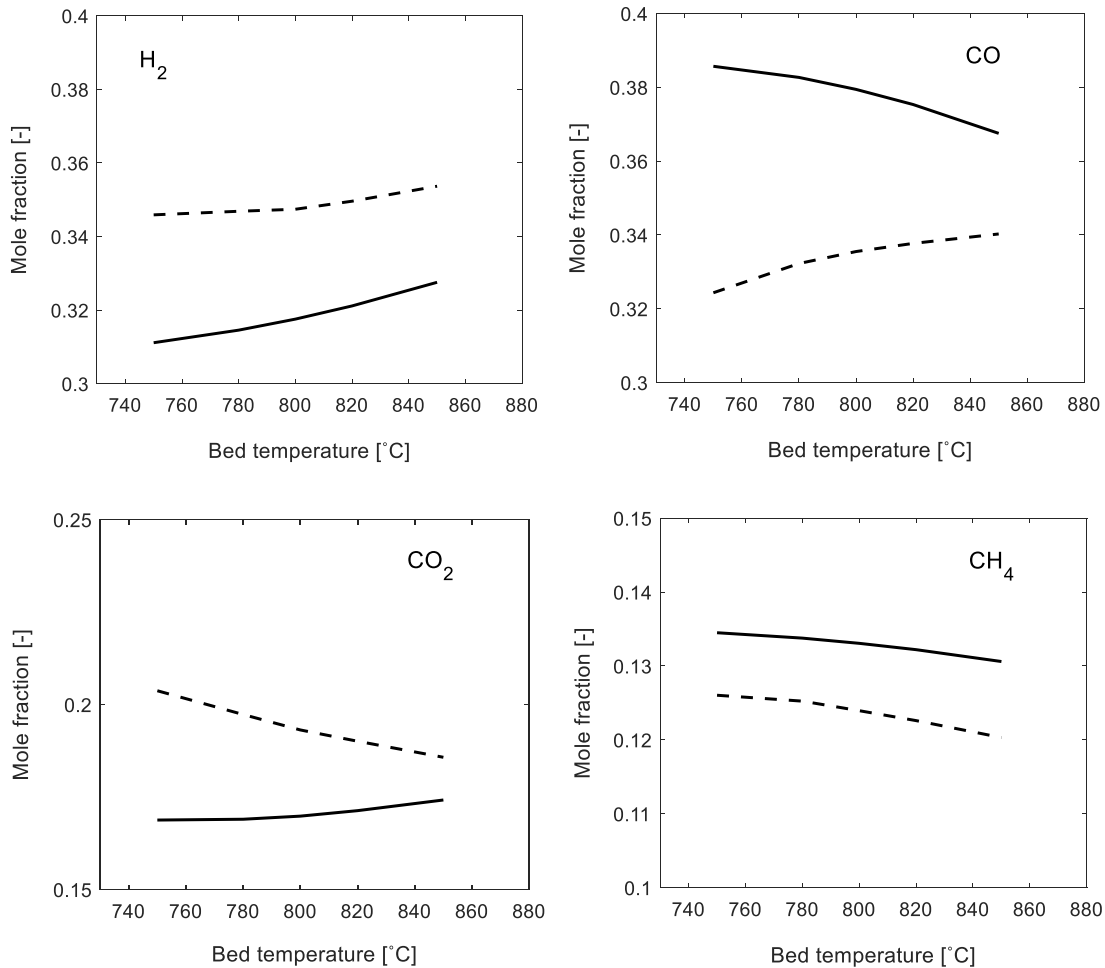 H2
Mole fraction [-]
0.4
0.38
0.36
0.34
0.32
0.3
740 760 780 800 820 840 860 880
Bed temperature [˚C]
CO
Mole fraction [-]
0.4
0.38
0.36
0.34
0.32
0.3
740 760 780 800 820 840 860 880
Bed temperature [˚C]
CO2
Mole fraction [-]
0.25
0.2
0.15
740 760 780 800 820 840 860 880
Bed temperature [˚C]
CH4
Mole fraction [-]
0.15
0.14
0.13
0.12
0.11
0.1
740 760 780 800 820 840 860 880
Bed temperature [˚C]